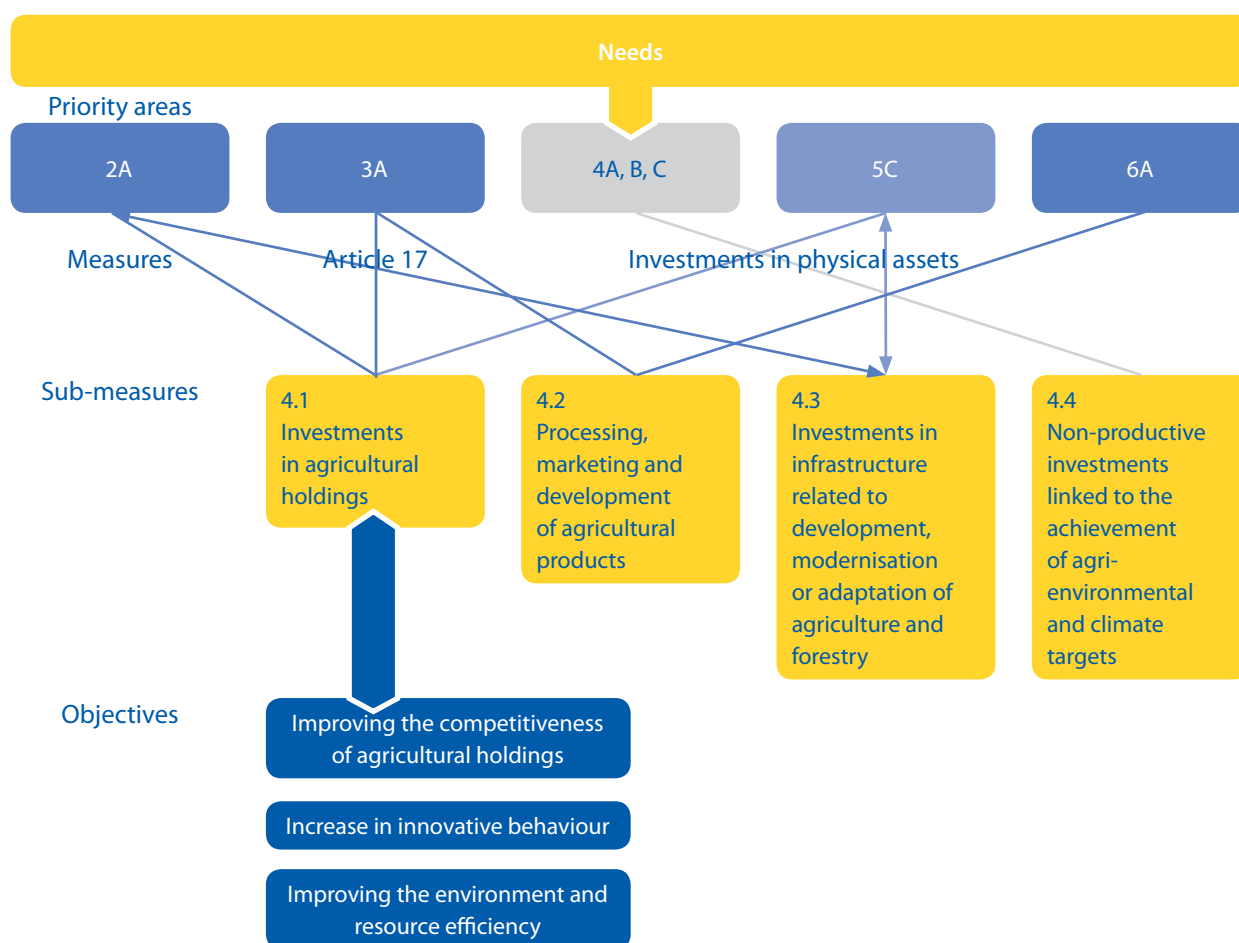 Needs
Priority areas
2A
3A
4A, B, C
5C
6A
Measures
Article 17
Investments in physical assets
Sub-measures
4.1
Investments
in agricultural
holdings
4.2
Processing,
marketing and
development
of agricultural
products
4.3
Investments in
infrastructure
related to
development,
modernisation
or adaptation of
agriculture and
forestry
4.4
Non-productive
investments
linked to the
achievement
of agri-
environmental
and climate
targets
Objectives
Improving the competitiveness
of agricultural holdings
Increase in innovative behaviour
Improving the environment and
resource efficiency